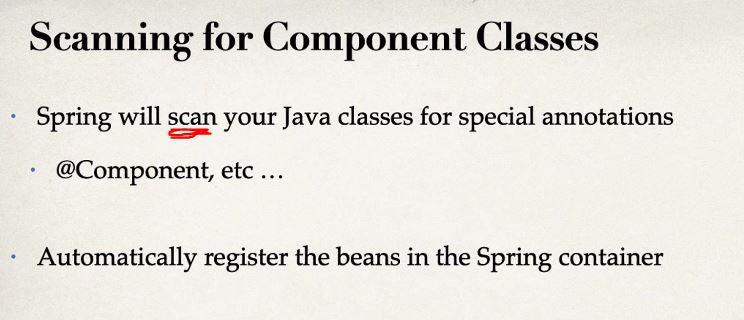 Scanning for Component Classes
Spring will scan your Java classes for special annotations
@Component, etc ...
Automatically register the beans in the Spring container